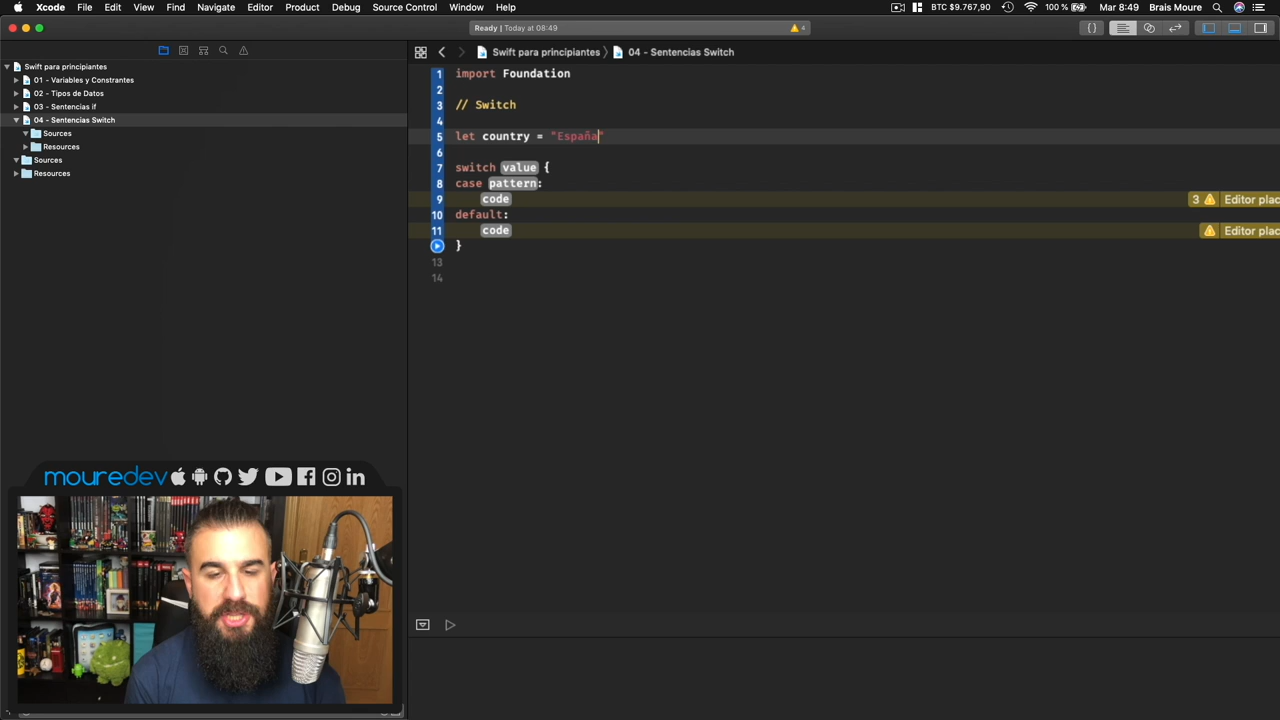 Xcode File Edit View Find Navigate Editor Product Debug Source Control Window Help BTC $9.767,90 100 % Mar 8:49 Brais Moure
Ready | Today at 08:49 4
Swift para principiantes
01 - Variables y Constrantes
02 - Tipos de Datos
03 - Sentencias if
04 - Sentencias Switch
Sources
Resources
Sources
Resources
Swift para principiantes 04 - Sentencias Switch
1 import Foundation
2
3 // Switch
4
5 let country = "España"
6
7 switch value {
8 case pattern:
9 code 3 Editor plac
10 default:
11 code Editor plac
}
13
14
mouredev